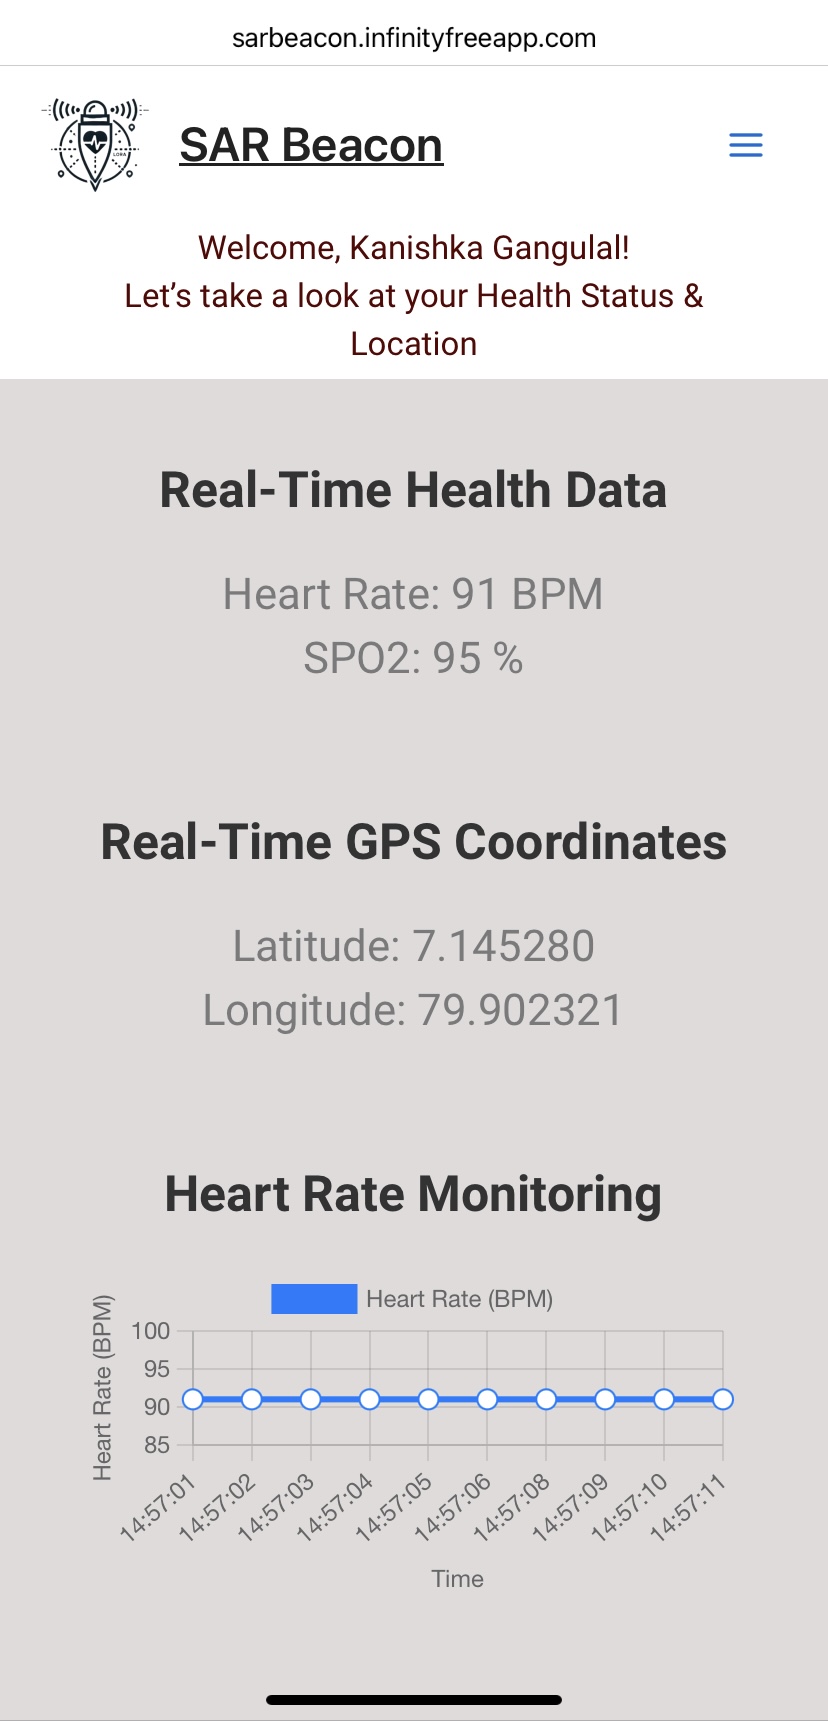 sarbeacon.infinityfreeapp.com
LORA
SAR Beacon
Welcome, Kanishka Gangulal!
Let’s take a look at your Health Status &
Location
Real-Time Health Data
Heart Rate: 91 BPM
SPO2: 95 %
Real-Time GPS Coordinates
Latitude: 7.145280
Longitude: 79.902321
Heart Rate Monitoring
Heart Rate (BPM)
Heart Rate (BPM)
100
95
90
85
14:57:01
14:57:02
14:57:03
14:57:04
14:57:05
14:57:06
14:57:08
14:57:09
14:57:10
14:57:11
Time